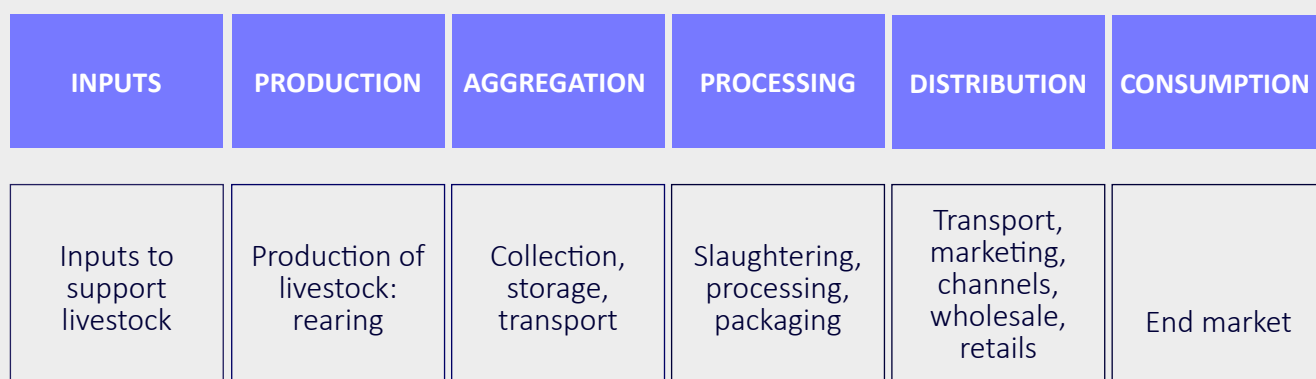 INPUTS
PRODUCTION
AGGREGATION
PROCESSING
DISTRIBUTION
CONSUMPTION
Inputs to
support
livestock
Production of
livestock:
rearing
Collection,
storage,
transport
Slaughtering,
processing,
packaging
Transport,
marketing,
channels,
wholesale,
retails
End market